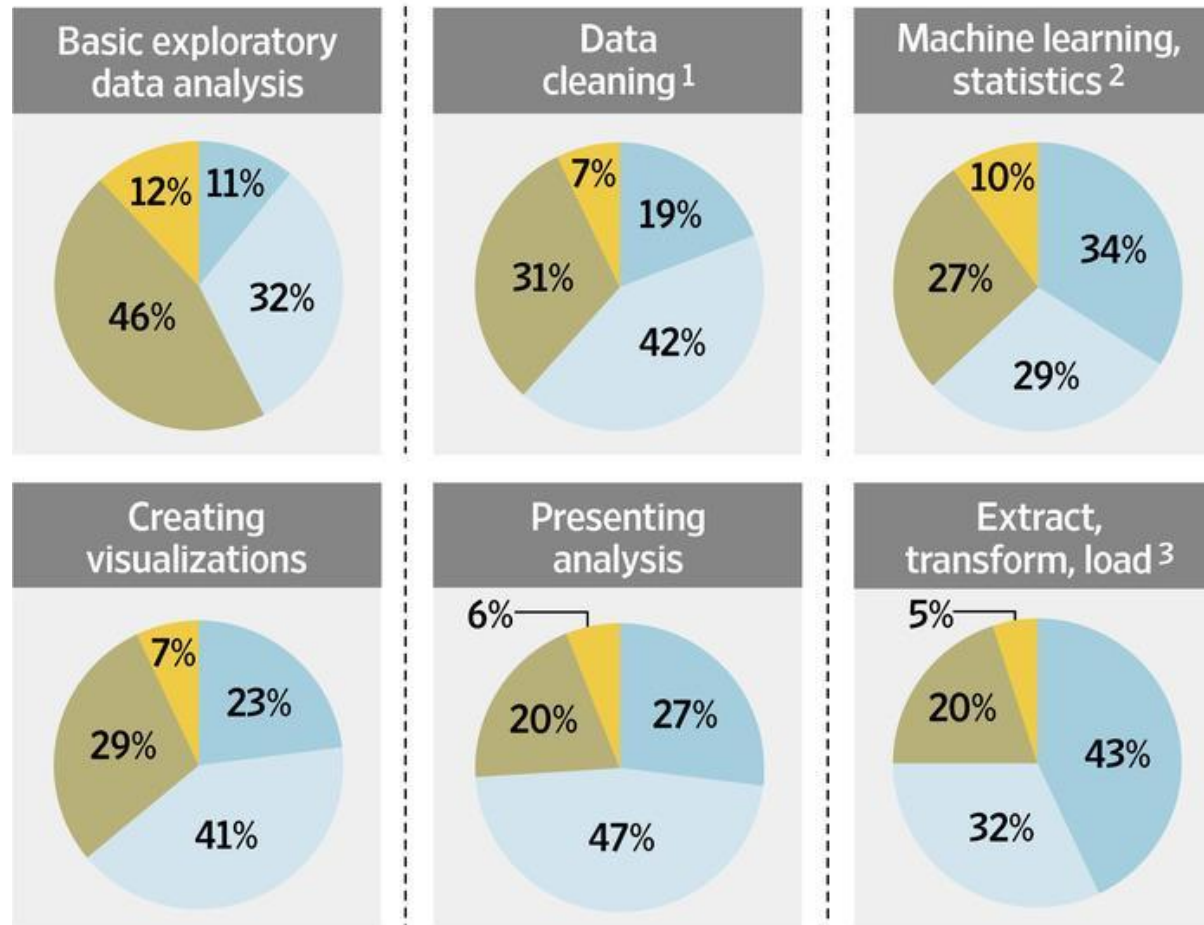 Basic exploratory
data analysis
12%
11%
32%
46%
Data
cleaning 1
7%
19%
31%
42%
Machine learning,
statistics 2
10%
34%
27%
29%
Creating
visualizations
7%
23%
29%
41%
Presenting
analysis
6%
20%
27%
47%
Extract,
transform, load 3
5%
20%
43%
32%